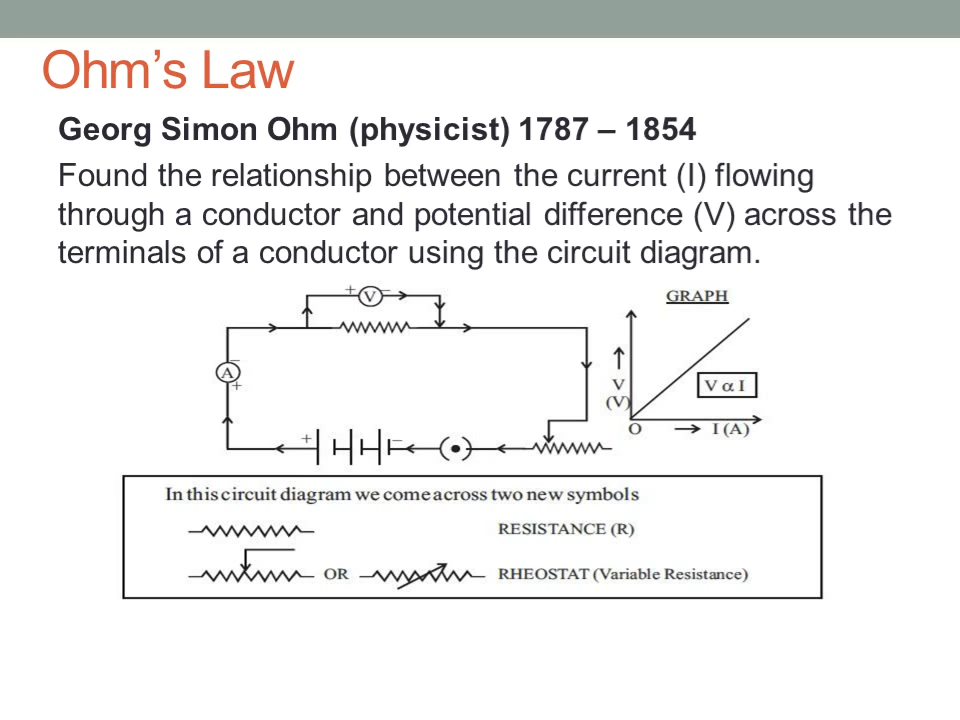 Ohm’s Law
Georg Simon Ohm (physicist) 1787 – 1854
Found the relationship between the current (I) flowing
through a conductor and potential difference (V) across the
terminals of a conductor using the circuit diagram.
+ V –
A
–
+
+ –
GRAPH
V
(V)
V α I
O I (A)
In this circuit diagram we come across two new symbols
RESISTANCE (R)
OR RHEOSTAT (Variable Resistance)